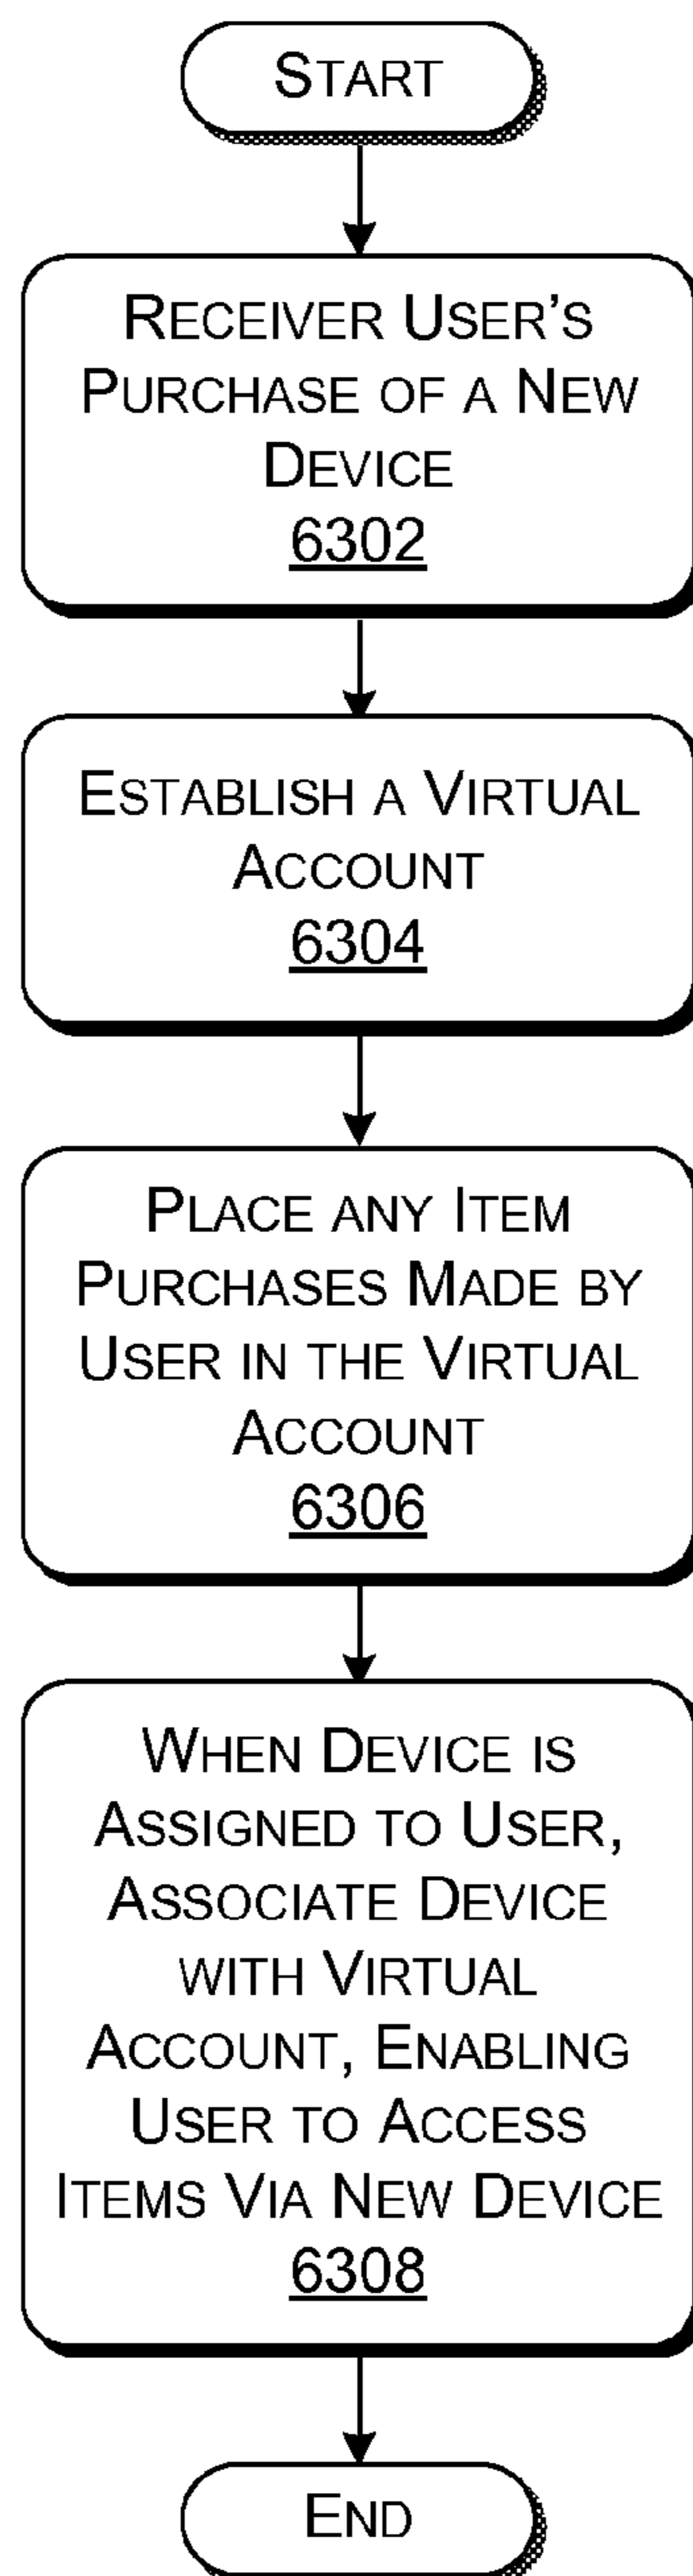 START
RECEIVER USER'S
PURCHASE OF A NEW
DEVICE
6302
ESTABLISH A VIRTUAL
ACCOUNT
6304
PLACE ANY ITEM
PURCHASES MADE BY
USER IN THE VIRTUAL
ACCOUNT
6306
WHEN DEVICE IS
ASSIGNED TO USER,
ASSOCIATE DEVICE
WITH VIRTUAL
ACCOUNT, ENABLING
USER TO ACCESS
ITEMS VIA NEW DEVICE
6308
END